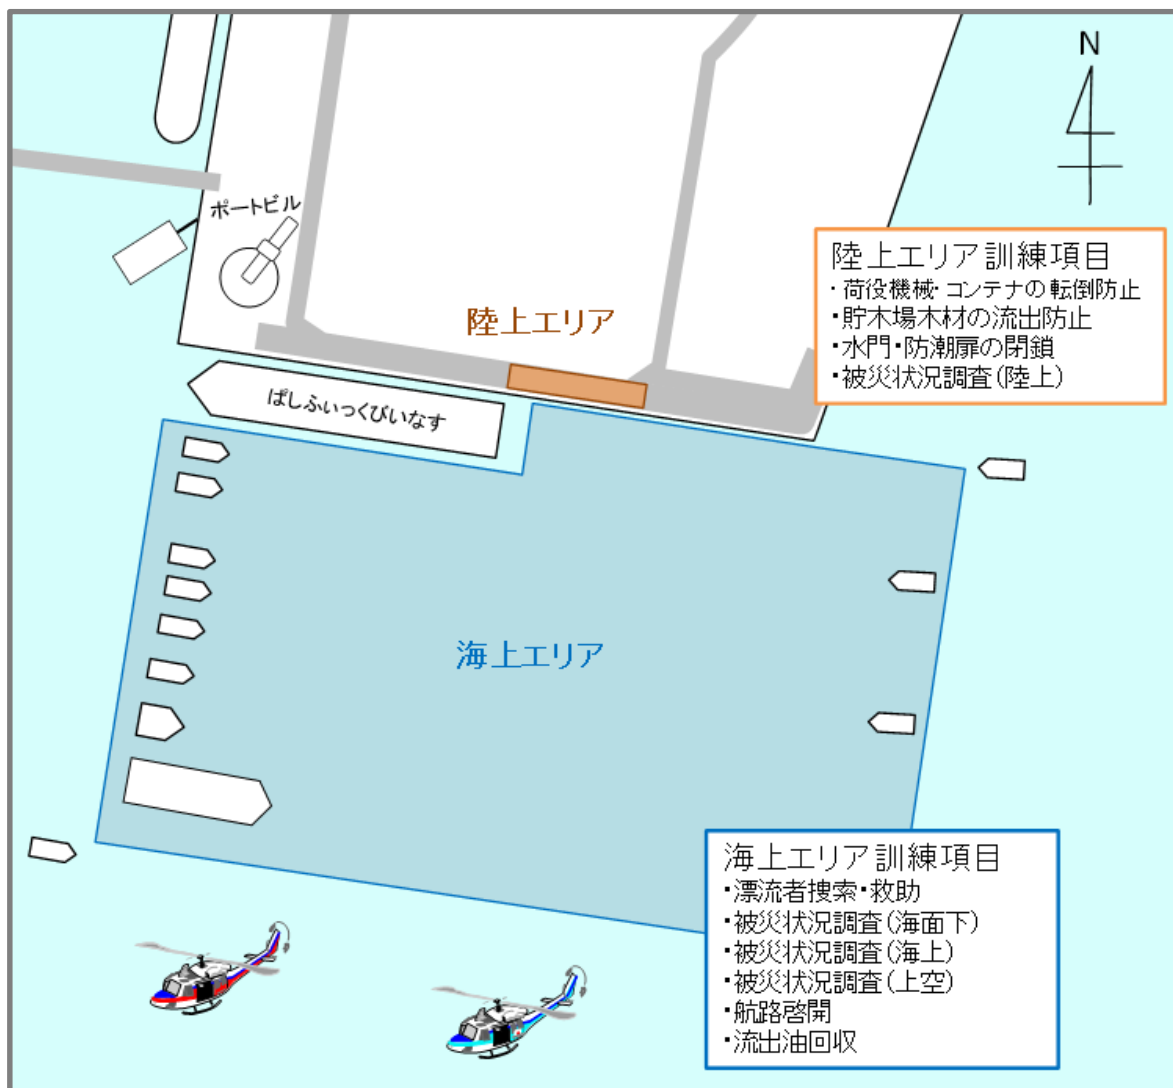 N
ポートビル
陸上エリア訓練項目
・荷役機械・コンテナの転倒防止
・貯木場木材の流出防止
・水門・防潮扉の閉鎖
・被災状況調査(陸上)
陸上エリア
ぱしふぃっくびいなす
海上エリア
海上エリア訓練項目
・漂流者捜索・救助
・被災状況調査(海面下)
・被災状況調査(海上)
・被災状況調査(上空)
・航路啓開
・流出油回収